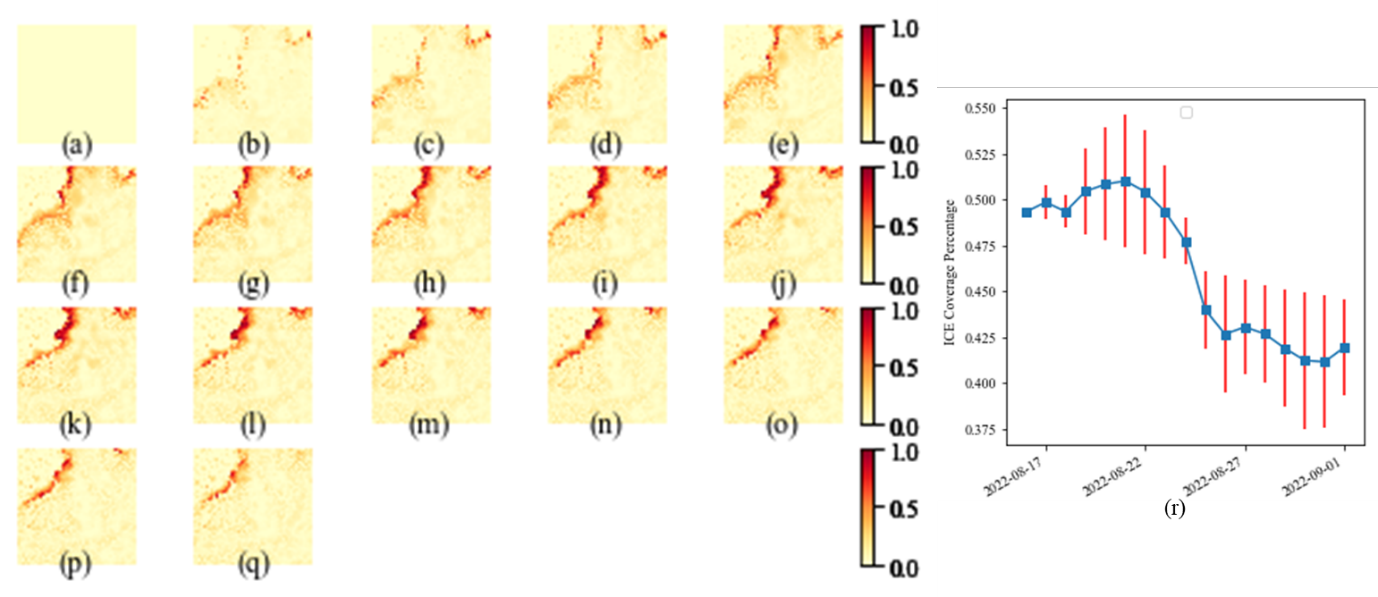 1.0
0.5
0.0
(a) (b) (c) (d) (e)
1.0
0.5
0.0
(f) (g) (h) (i) (j)
1.0
0.5
0.0
(k) (l) (m) (n) (o)
1.0
0.5
0.0
(p) (q)
ICE Coverage Percentage
0.550
0.525
0.500
0.475
0.450
0.425
0.400
0.375
2022-08-17 2022-08-22 2022-08-27 2022-09-01
(r)